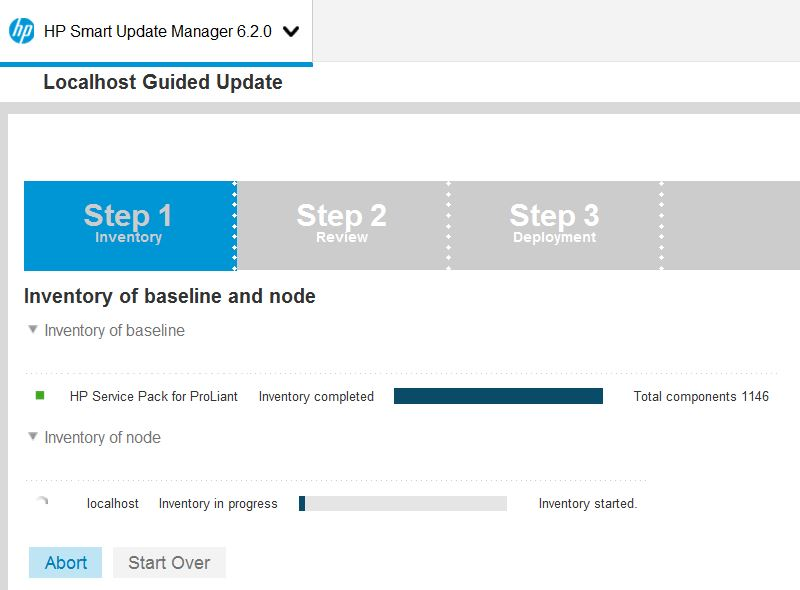 hp HP Smart Update Manager 6.2.0
Localhost Guided Update
Step 1 Step 2 Step 3
Inventory Review Deployment
Inventory of baseline and node
Inventory of baseline
HP Service Pack for ProLiant Inventory completed Total components 1146
Inventory of node
localhost Inventory in progress Inventory started.
Abort Start Over